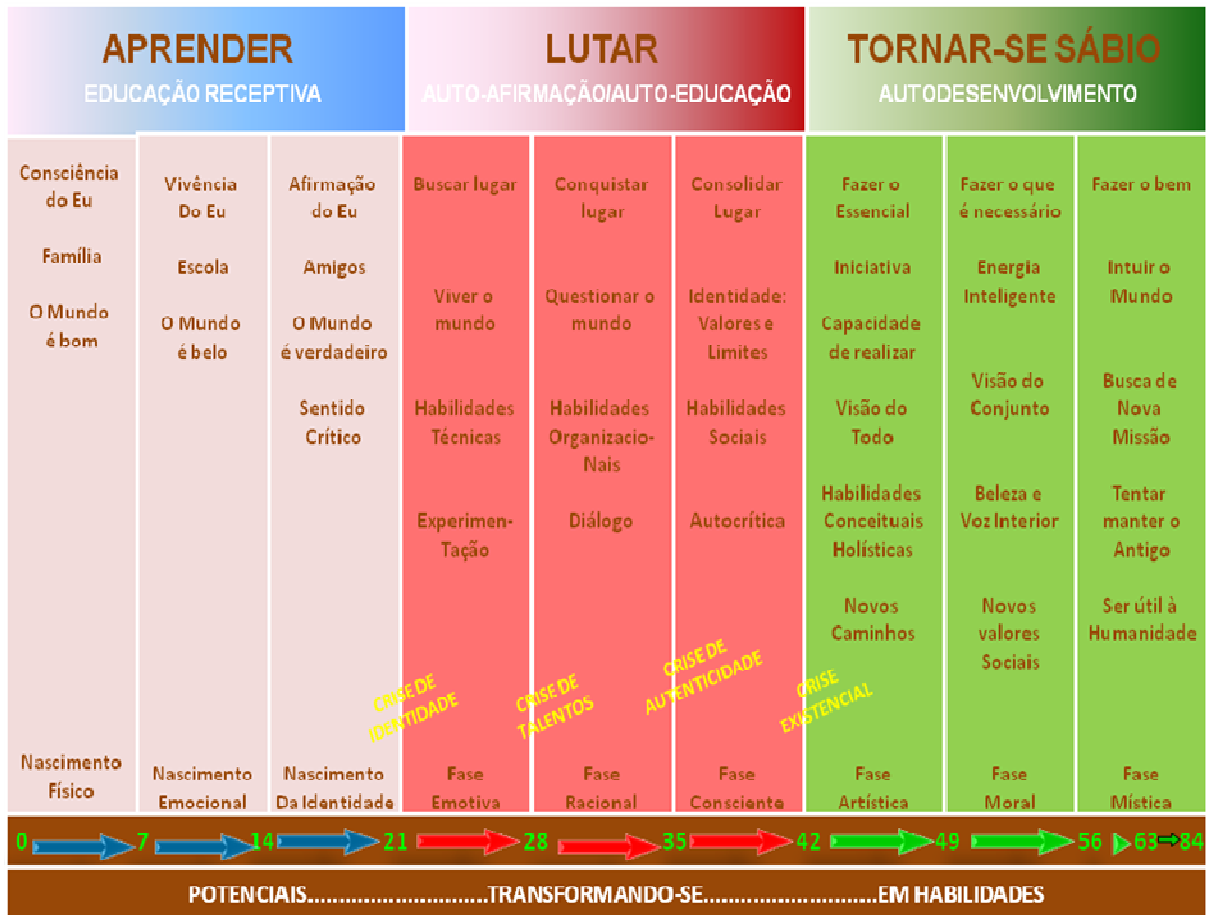 APRENDER
EDUCAÇÃO RECEPTIVA
LUTAR
AUTO-AFIRMAÇÃO/AUTO-EDUCAÇÃO
TORNAR-SE SÁBIO
AUTODESENVOLVIMENTO
Consciência
do Eu
Família
O Mundo
é bom
Nascimento
Físico
Vivência
Do Eu
Escola
O Mundo
é belo
Nascimento
Emocional
Afirmação
do Eu
Amigos
O Mundo
é verdadeiro
Sentido
Crítico
Nascimento
Da Identidade
CRISE DE
IDENTIDADE
Buscar lugar
Viver o
mundo
Habilidades
Técnicas
Experimen-
Tação
Fase
Emotiva
CRISE DE
TALENTOS
Conquistar
lugar
Questionar o
mundo
Habilidades
Organizacio-
Nais
Diálogo
Fase
Racional
CRISE DE
AUTENTICIDADE
Consolidar
Lugar
Identidade:
Valores e
Limites
Habilidades
Sociais
Autocrítica
Fase
Consciente
CRISE
EXISTENCIAL
Fazer o
Essencial
Iniciativa
Capacidade
de realizar
Visão do
Todo
Habilidades
Conceituais
Holísticas
Novos
Caminhos
Fase
Artística
Fazer o que
é necessário
Energia
Inteligente
Visão do
Conjunto
Beleza e
Voz Interior
Novos
valores
Sociais
Fase
Moral
Fazer o bem
Intuir o
Mundo
Busca de
Nova
Missão
Tentar
manter o
Antigo
Ser útil à
Humanidade
Fase
Mística
0 7 14 21 28 35 42 49 56 63 84
POTENCIAIS............................TRANSFORMANDO-SE...........................EM HABILIDADES